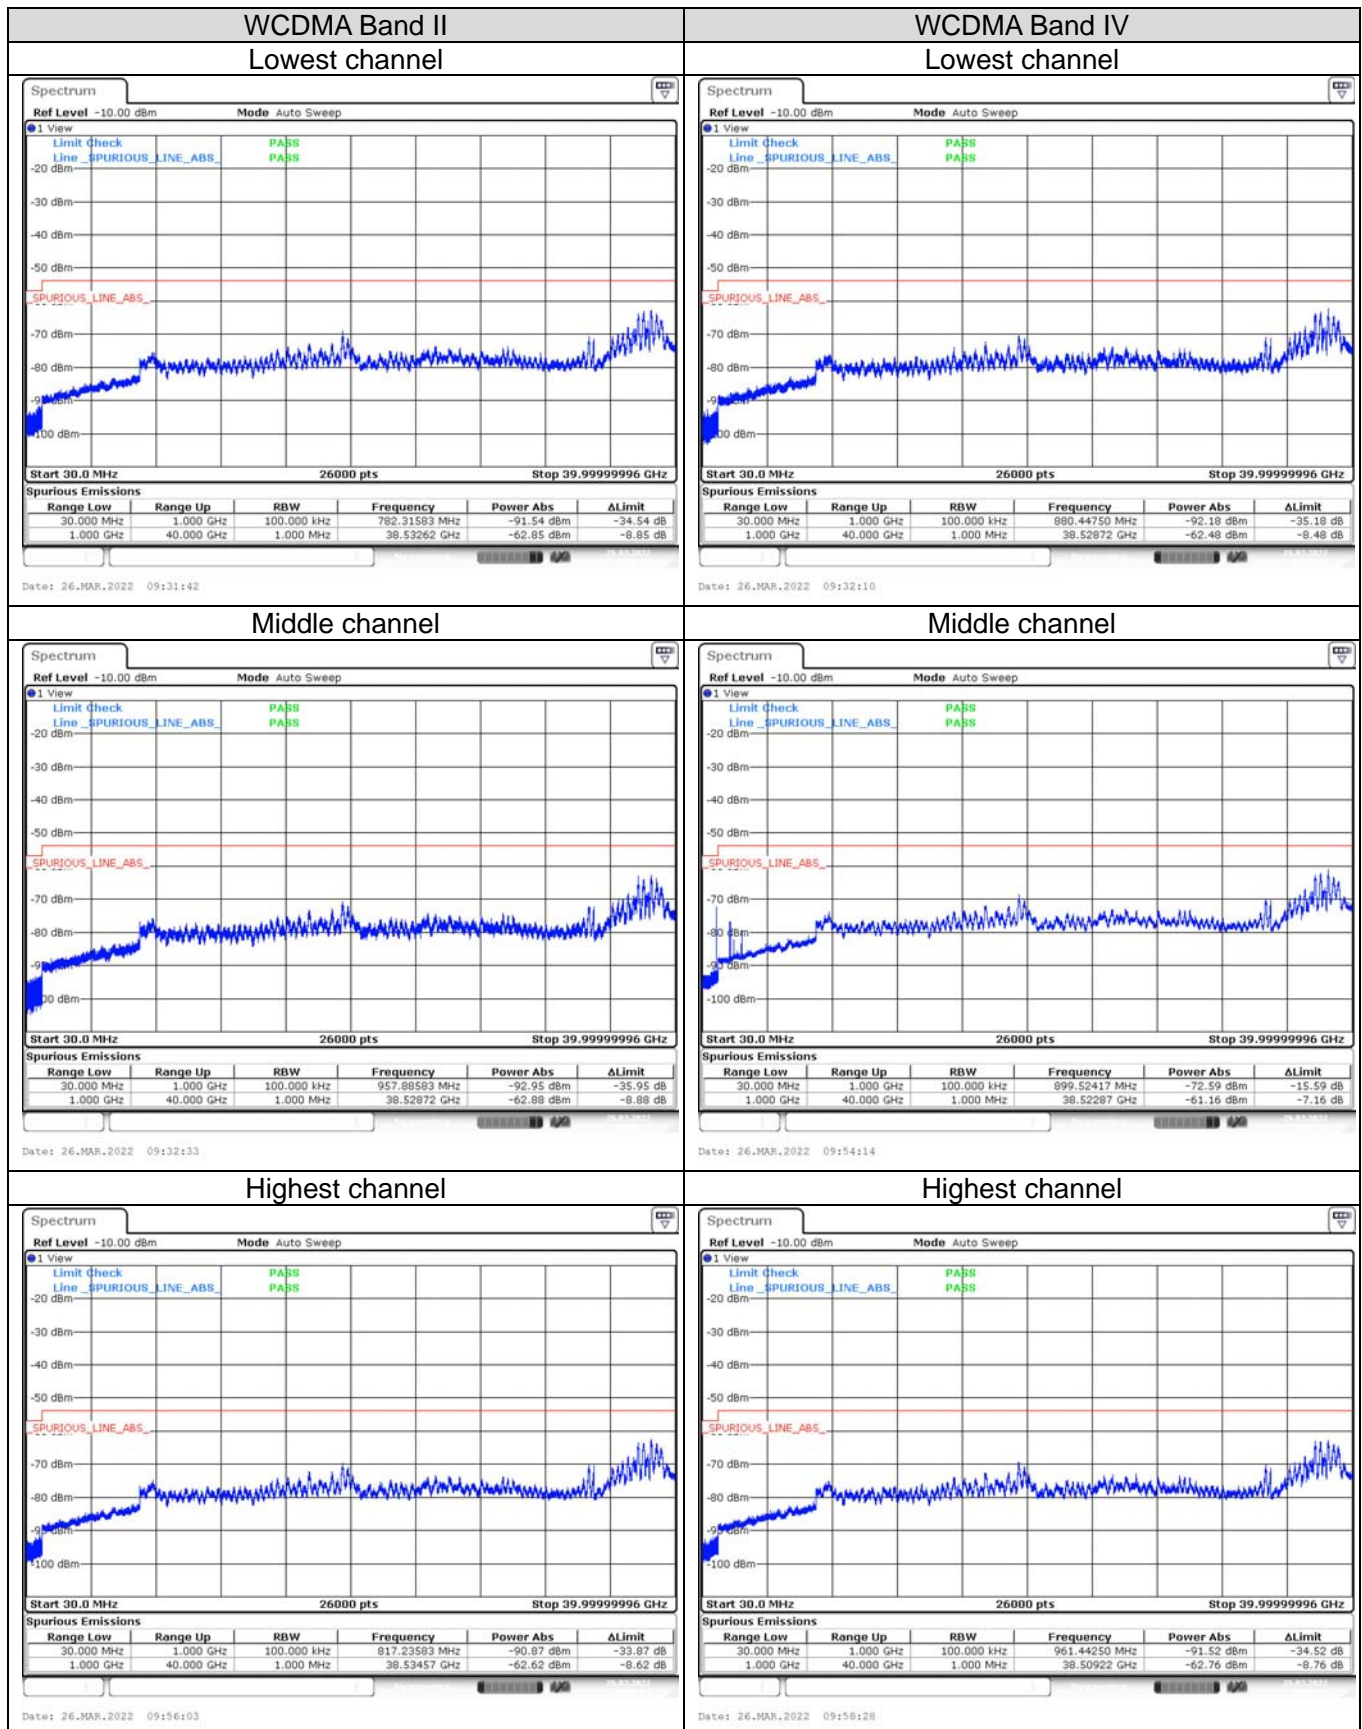 WCDMA Band II WCDMA Band IV
Lowest channel Lowest channel
Spectrum
Ref Level -10.00 dBm Mode Auto Sweep
1 View
Limit Check PASS
Line _SPURIOUS_LINE_ABS_ PASS
-20 dBm
-30 dBm
-40 dBm
-50 dBm
_SPURIOUS_LINE_ABS_
-70 dBm
-80 dBm
Start 30.0 MHz 26000 pts Stop 39.99999996 GHz
Spurious Emissions
Range Low Range Up RBW Frequency Power Abs ΔLimit
30.000 MHz 1.000 GHz 100.000 kHz 782.31583 MHz -91.54 dBm -34.54 dB
1.000 GHz 40.000 GHz 1.000 MHz 38.53262 GHz -62.85 dBm -8.85 dB
Date: 26.MAR.2022 09:31:42
Spectrum
Ref Level -10.00 dBm Mode Auto Sweep
1 View
Limit Check PASS
Line _SPURIOUS_LINE_ABS_ PASS
-20 dBm
-30 dBm
-40 dBm
-50 dBm
_SPURIOUS_LINE_ABS_
-70 dBm
-80 dBm
Start 30.0 MHz 26000 pts Stop 39.99999996 GHz
Spurious Emissions
Range Low Range Up RBW Frequency Power Abs ΔLimit
30.000 MHz 1.000 GHz 100.000 kHz 880.44750 MHz -92.18 dBm -35.18 dB
1.000 GHz 40.000 GHz 1.000 MHz 38.52872 GHz -62.48 dBm -8.48 dB
Date: 26.MAR.2022 09:32:10
Middle channel Middle channel
Spectrum
Ref Level -10.00 dBm Mode Auto Sweep
1 View
Limit Check PASS
Line _SPURIOUS_LINE_ABS_ PASS
-20 dBm
-30 dBm
-40 dBm
-50 dBm
_SPURIOUS_LINE_ABS_
-70 dBm
-80 dBm
Start 30.0 MHz 26000 pts Stop 39.99999996 GHz
Spurious Emissions
Range Low Range Up RBW Frequency Power Abs ΔLimit
30.000 MHz 1.000 GHz 100.000 kHz 957.88583 MHz -92.95 dBm -35.95 dB
1.000 GHz 40.000 GHz 1.000 MHz 38.52872 GHz -62.88 dBm -8.88 dB
Date: 26.MAR.2022 09:32:33
Spectrum
Ref Level -10.00 dBm Mode Auto Sweep
1 View
Limit Check PASS
Line _SPURIOUS_LINE_ABS_ PASS
-20 dBm
-30 dBm
-40 dBm
-50 dBm
_SPURIOUS_LINE_ABS_
-70 dBm
-80 dBm
-90 dBm
-100 dBm
Start 30.0 MHz 26000 pts Stop 39.99999996 GHz
Spurious Emissions
Range Low Range Up RBW Frequency Power Abs ΔLimit
30.000 MHz 1.000 GHz 100.000 kHz 899.52417 MHz -72.59 dBm -15.59 dB
1.000 GHz 40.000 GHz 1.000 MHz 38.52287 GHz -61.16 dBm -7.16 dB
Date: 26.MAR.2022 09:54:14
Highest channel Highest channel
Spectrum
Ref Level -10.00 dBm Mode Auto Sweep
1 View
Limit Check PASS
Line _SPURIOUS_LINE_ABS_ PASS
-20 dBm
-30 dBm
-40 dBm
-50 dBm
_SPURIOUS_LINE_ABS_
-70 dBm
-80 dBm
-100 dBm
Start 30.0 MHz 26000 pts Stop 39.99999996 GHz
Spurious Emissions
Range Low Range Up RBW Frequency Power Abs ΔLimit
30.000 MHz 1.000 GHz 100.000 kHz 817.23583 MHz -90.87 dBm -33.87 dB
1.000 GHz 40.000 GHz 1.000 MHz 38.53457 GHz -62.62 dBm -8.62 dB
Date: 26.MAR.2022 09:56:03
Spectrum
Ref Level -10.00 dBm Mode Auto Sweep
1 View
Limit Check PASS
Line _SPURIOUS_LINE_ABS_ PASS
-20 dBm
-30 dBm
-40 dBm
-50 dBm
_SPURIOUS_LINE_ABS_
-70 dBm
-80 dBm
-100 dBm
Start 30.0 MHz 26000 pts Stop 39.99999996 GHz
Spurious Emissions
Range Low Range Up RBW Frequency Power Abs ΔLimit
30.000 MHz 1.000 GHz 100.000 kHz 961.44250 MHz -91.52 dBm -34.52 dB
1.000 GHz 40.000 GHz 1.000 MHz 38.50922 GHz -62.76 dBm -8.76 dB
Date: 26.MAR.2022 09:58:28